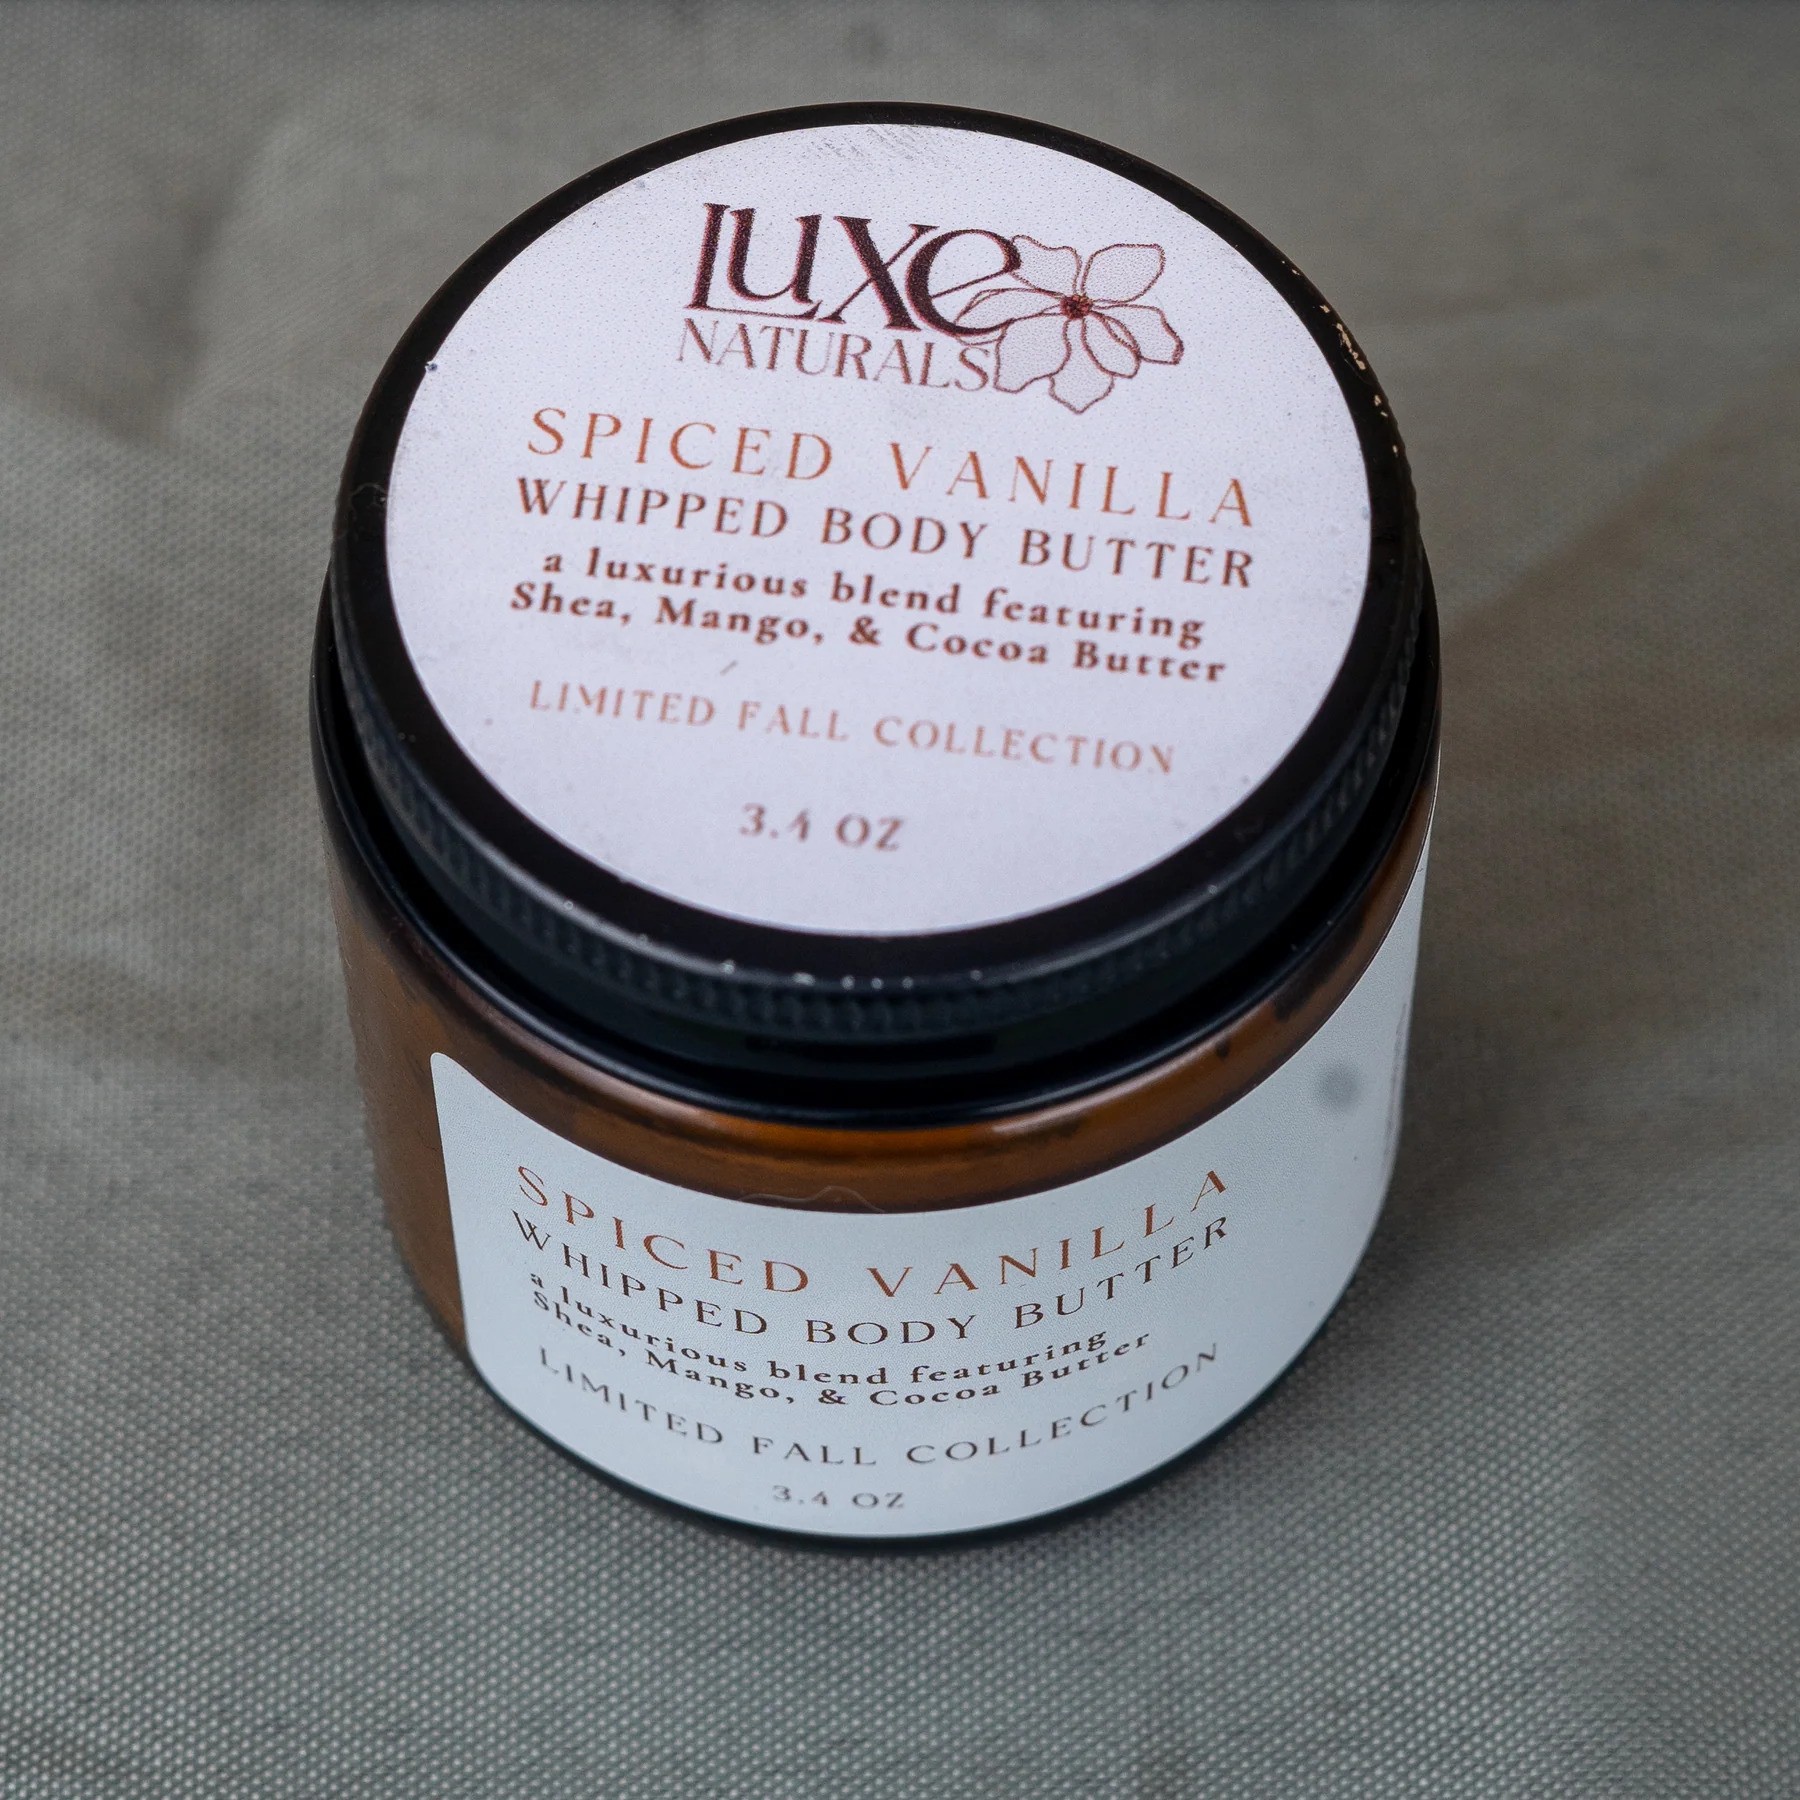 Luxe
NATURALS
SPICED VANILLA
WHIPPED BODY BUTTER
a luxurious blend featuring
Shea, Mango, & Cocoa Butter
LIMITED FALL COLLECTION
3.4 OZ
SPICED VANILLA
WHIPPED BODY BUTTER
a luxurious blend featuring
Shea, Mango, & Cocoa Butter
LIMITED FALL COLLECTION
3.4 OZ